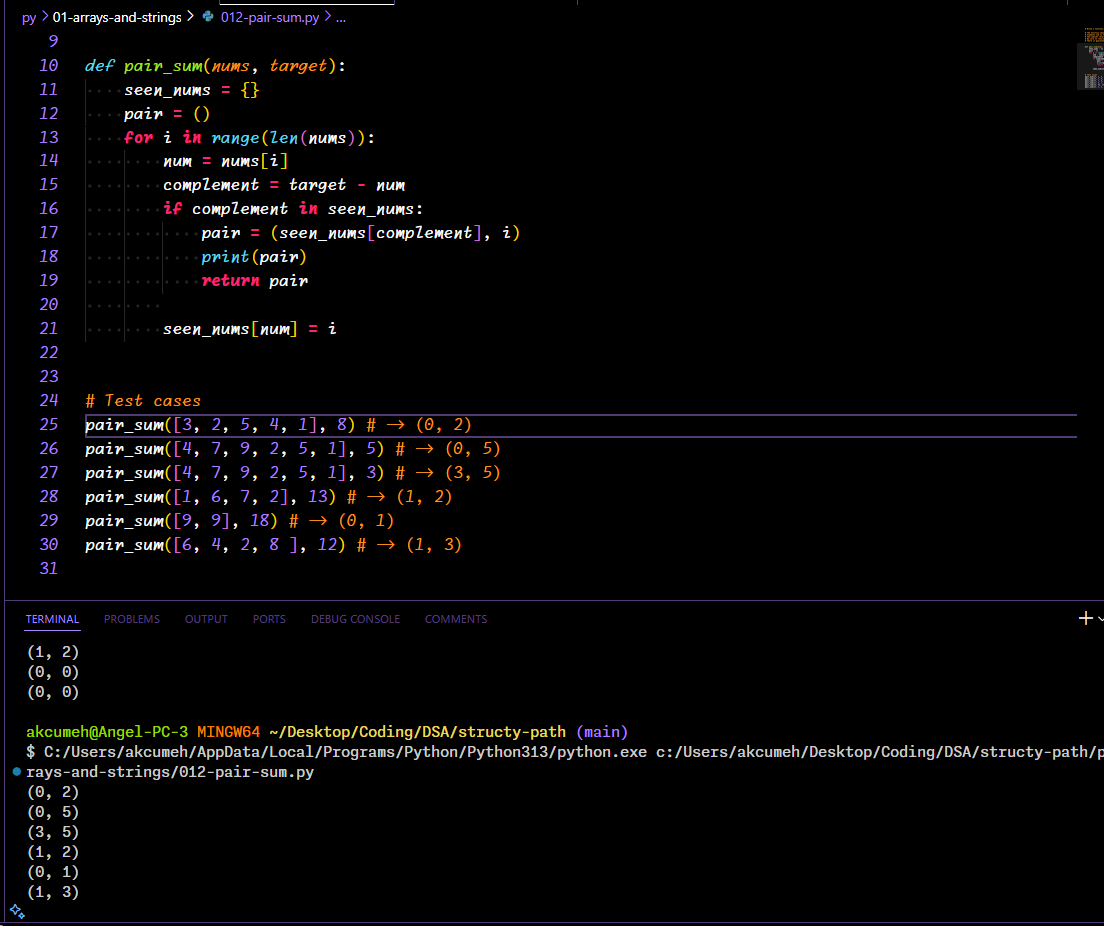 py > 01-arrays-and-strings > 012-pair-sum.py > ...
9
10 def pair_sum(nums, target):
11     seen_nums = {}
12     pair = ()
13     for i in range(len(nums)):
14         num = nums[i]
15         complement = target - num
16         if complement in seen_nums:
17             pair = (seen_nums[complement], i)
18             print(pair)
19             return pair
20
21         seen_nums[num] = i
22
23
24 # Test cases
25 pair_sum([3, 2, 5, 4, 1], 8) # → (0, 2)
26 pair_sum([4, 7, 9, 2, 5, 1], 5) # → (0, 5)
27 pair_sum([4, 7, 9, 2, 5, 1], 3) # → (3, 5)
28 pair_sum([1, 6, 7, 2], 13) # → (1, 2)
29 pair_sum([9, 9], 18) # → (0, 1)
30 pair_sum([6, 4, 2, 8 ], 12) # → (1, 3)
31
TERMINAL PROBLEMS OUTPUT PORTS DEBUG CONSOLE COMMENTS
(1, 2)
(0, 0)
(0, 0)
akcumeh@Angel-PC-3 MINGW64 ~/Desktop/Coding/DSA/structy-path (main)
$ C:/Users/akcumeh/AppData/Local/Programs/Python/Python313/python.exe c:/Users/akcumeh/Desktop/Coding/DSA/structy-path/p
rays-and-strings/012-pair-sum.py
(0, 2)
(0, 5)
(3, 5)
(1, 2)
(0, 1)
(1, 3)